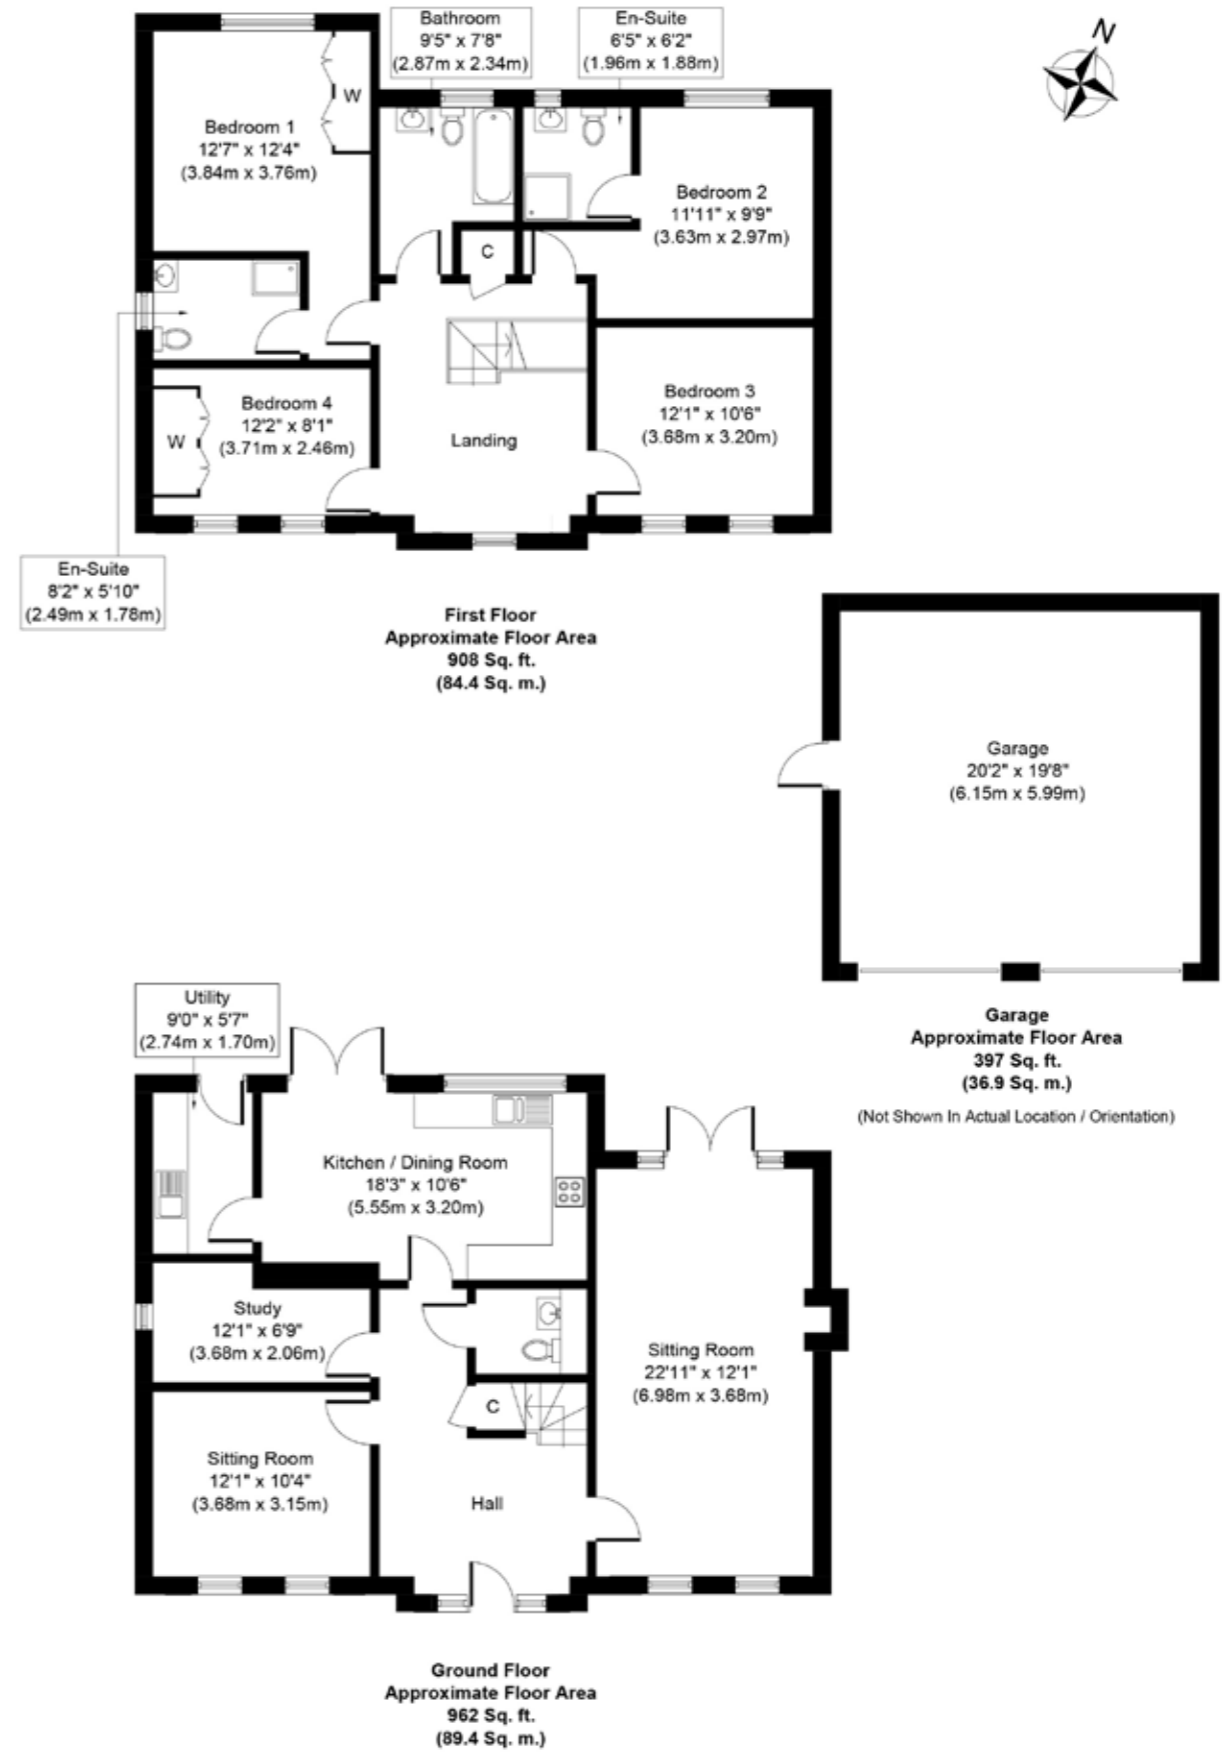 N
Bathroom
9'5" x 7'8"
(2.87m x 2.34m)
En-Suite
6'5" x 6'2"
(1.96m x 1.88m)
W
Bedroom 1
12'7" x 12'4"
(3.84m x 3.76m)
Bedroom 2
11'11" x 9'9"
(3.63m x 2.97m)
C
Bedroom 4
12'2" x 8'1"
(3.71m x 2.46m)
W
Landing
Bedroom 3
12'1" x 10'6"
(3.68m x 3.20m)
En-Suite
8'2" x 5'10"
(2.49m x 1.78m)
First Floor
Approximate Floor Area
908 Sq. ft.
(84.4 Sq. m.)
Garage
20'2" x 19'8"
(6.15m x 5.99m)
Garage
Approximate Floor Area
397 Sq. ft.
(36.9 Sq. m.)
(Not Shown In Actual Location / Orientation)
Utility
9'0" x 5'7"
(2.74m x 1.70m)
Kitchen / Dining Room
18'3" x 10'6"
(5.55m x 3.20m)
Study
12'1" x 6'9"
(3.68m x 2.06m)
Sitting Room
22'11" x 12'1"
(6.98m x 3.68m)
C
Sitting Room
12'1" x 10'4"
(3.68m x 3.15m)
Hall
Ground Floor
Approximate Floor Area
962 Sq. ft.
(89.4 Sq. m.)